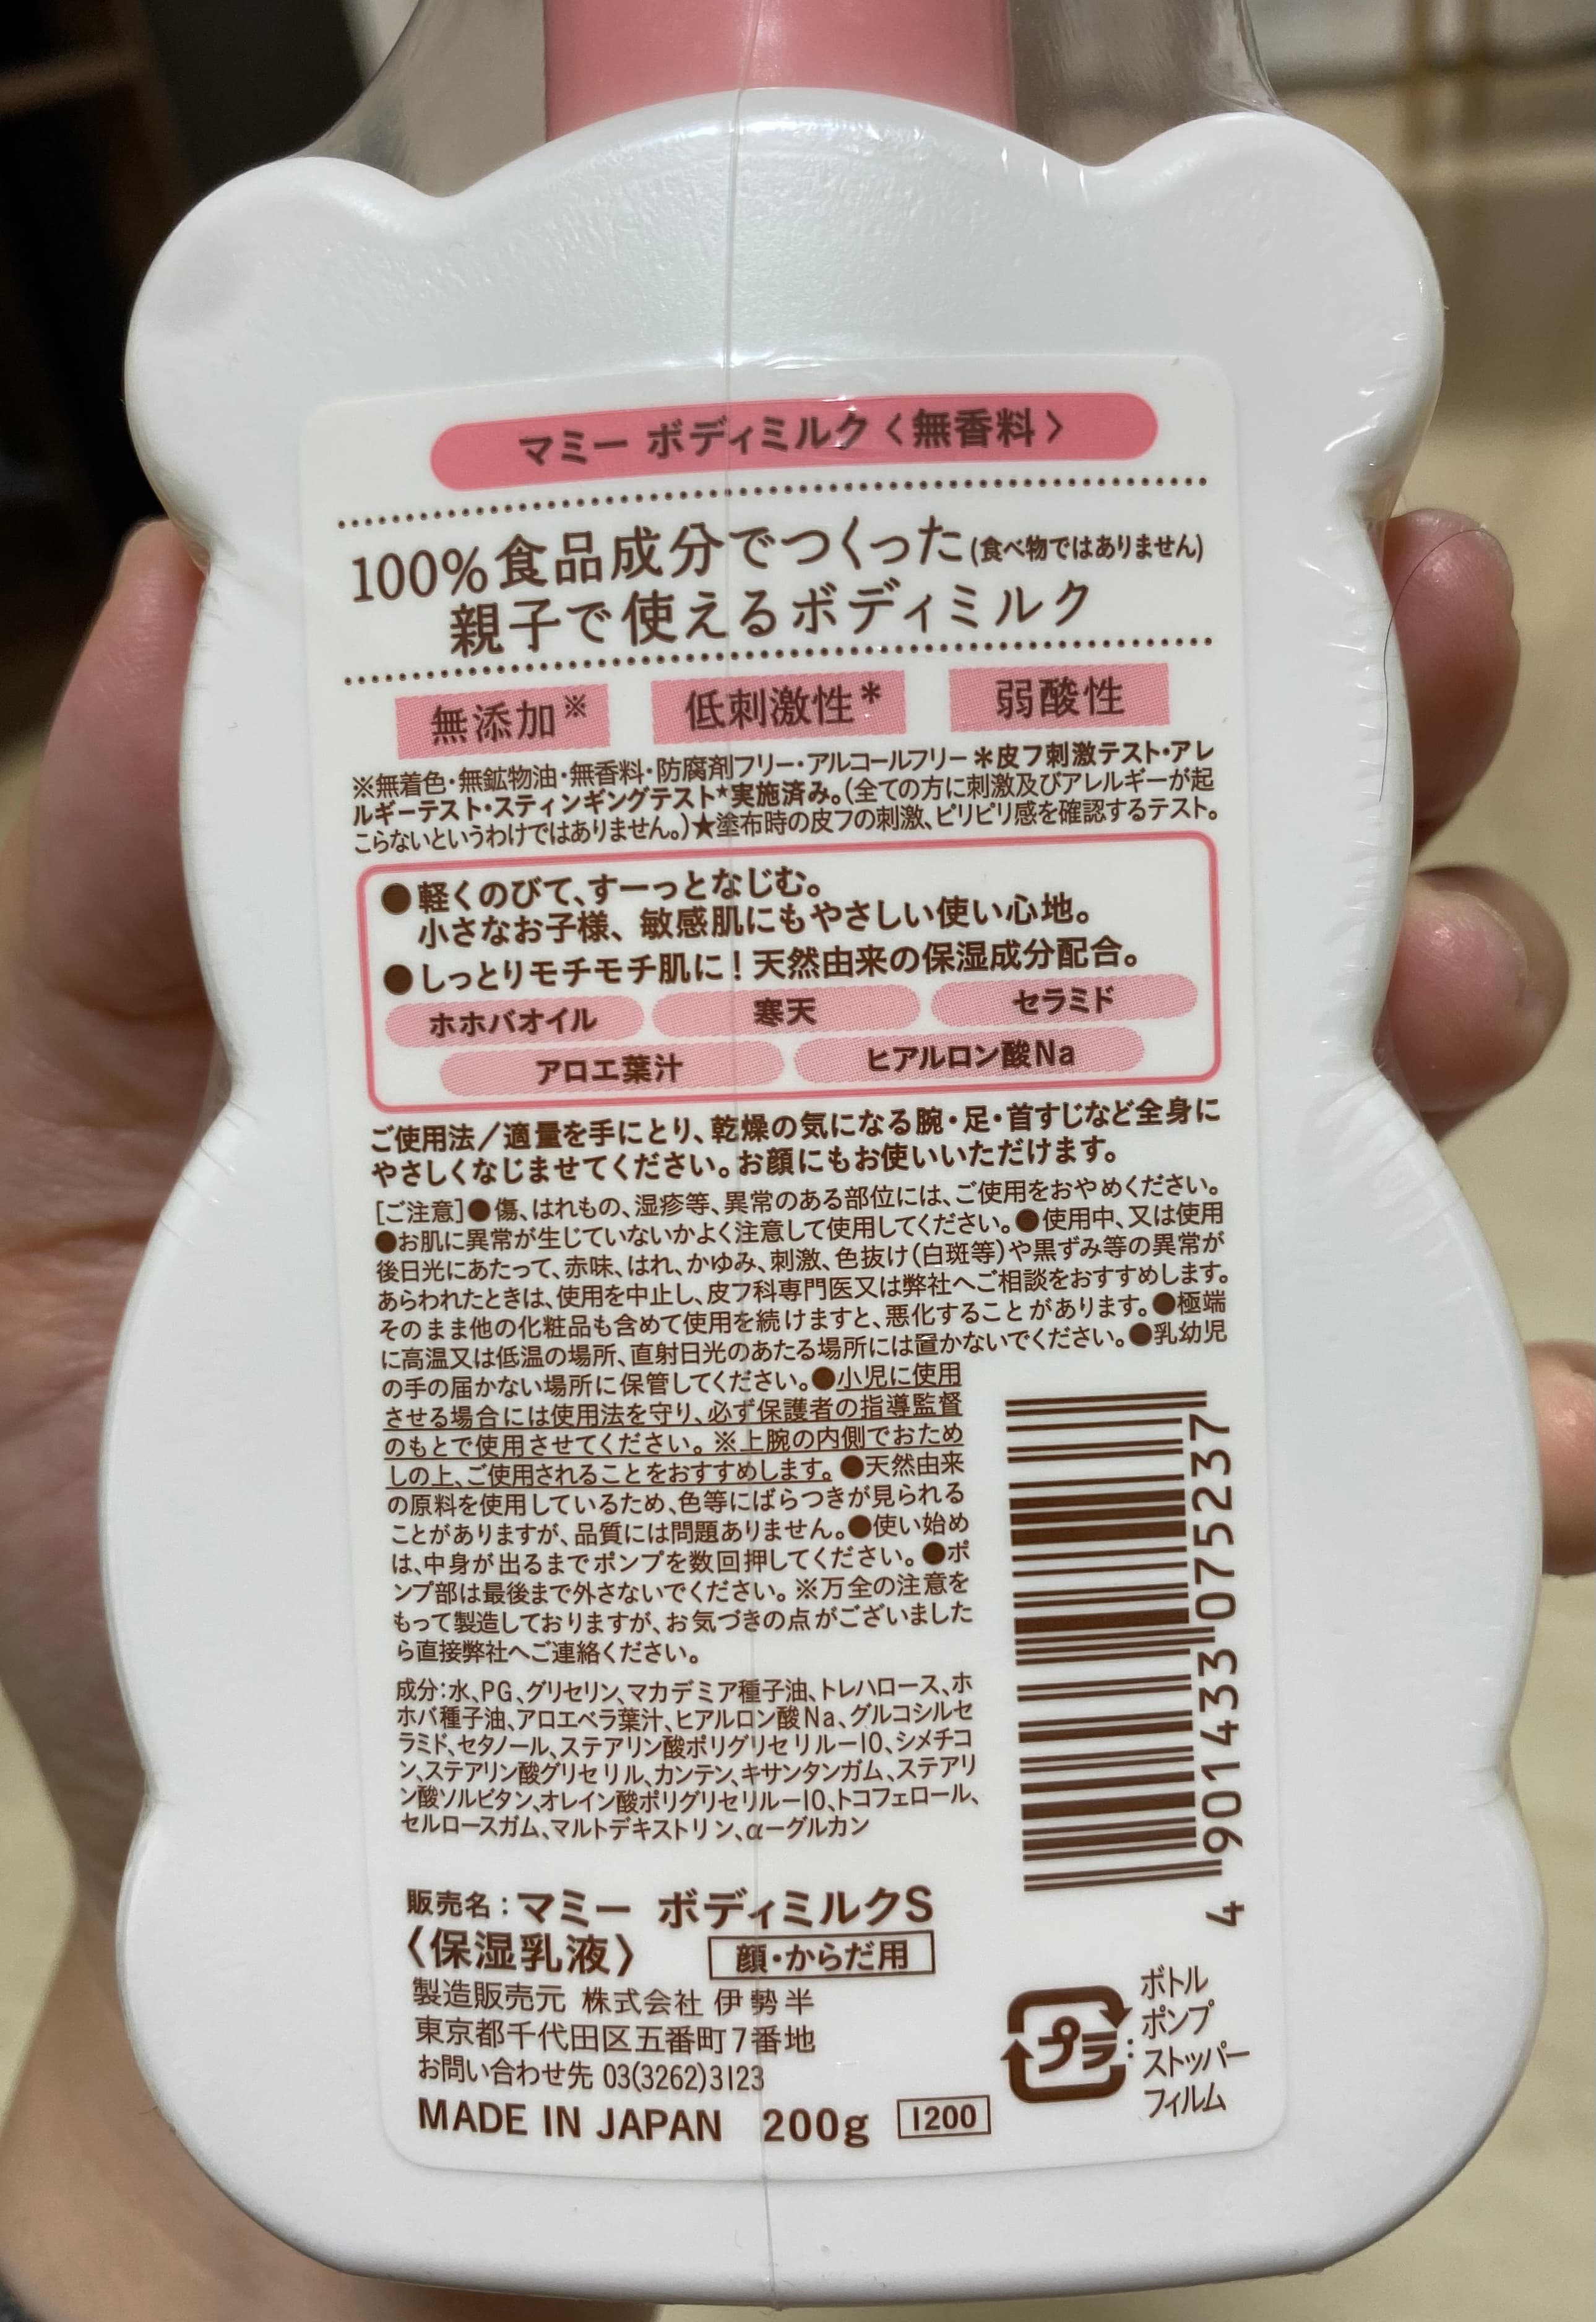 マミー ボディミルク〈無香料〉
100%食品成分でつくった(食べ物ではありません)
親子で使えるボディミルク
無添加※ 低刺激性＊ 弱酸性
※無着色・無鉱物油・無香料・防腐剤フリー・アルコールフリー ＊皮フ刺激テスト・アレ
ルギーテスト・スティンギングテスト★実施済み。(全ての方に刺激及びアレルギーが起
こらないというわけではありません。)★塗布時の皮フの刺激、ピリピリ感を確認するテスト。
●軽くのびて、すーっとなじむ。
小さなお子様、敏感肌にもやさしい使い心地。
●しっとりモチモチ肌に！天然由来の保湿成分配合。
ホホバオイル 寒天 セラミド
アロエ葉汁 ヒアルロン酸Na
ご使用法／適量を手にとり、乾燥の気になる腕・足・首すじなど全身に
やさしくなじませてください。お顔にもお使いいただけます。
[ご注意]●傷、はれもの、湿疹等、異常のある部位には、ご使用をおやめください。
●お肌に異常が生じていないかよく注意して使用してください。●使用中、又は使用
後日光にあたって、赤味、はれ、かゆみ、刺激、色抜け(白斑等)や黒ずみ等の異常が
あらわれたときは、使用を中止し、皮フ科専門医又は弊社へご相談をおすすめします。
そのまま他の化粧品も含めて使用を続けますと、悪化することがあります。●極端
に高温又は低温の場所、直射日光のあたる場所には置かないでください。●乳幼児
の手の届かない場所に保管してください。●小児に使用
させる場合には使用法を守り、必ず保護者の指導監督
のもとで使用させてください。※上腕の内側でおため
しの上、ご使用されることをおすすめします。●天然由来
の原料を使用しているため、色等にばらつきが見られる
ことがありますが、品質には問題ありません。●使い始め
は、中身が出るまでポンプを数回押してください。●ポ
ンプ部は最後まで外さないでください。※万全の注意を
もって製造しておりますが、お気づきの点がございました
ら直接弊社へご連絡ください。
成分:水、PG、グリセリン、マカデミア種子油、トレハロース、ホ
ホバ種子油、アロエベラ葉汁、ヒアルロン酸Na、グルコシルセ
ラミド、セタノール、ステアリン酸ポリグリセリルー10、シメチコ
ン、ステアリン酸グリセリル、カンテン、キサンタンガム、ステアリ
ン酸ソルビタン、オレイン酸ポリグリセリルー10、トコフェロール、
セルロースガム、マルトデキストリン、αーグルカン
4 901433 075237
販売名:マミー ボディミルクS
〈保湿乳液〉 顔・からだ用
製造販売元 株式会社 伊勢半
東京都千代田区五番町7番地
お問い合わせ先 03(3262)3123
MADE IN JAPAN 200g 1200
プラ:
ボトル
ポンプ
ストッパー
フィルム